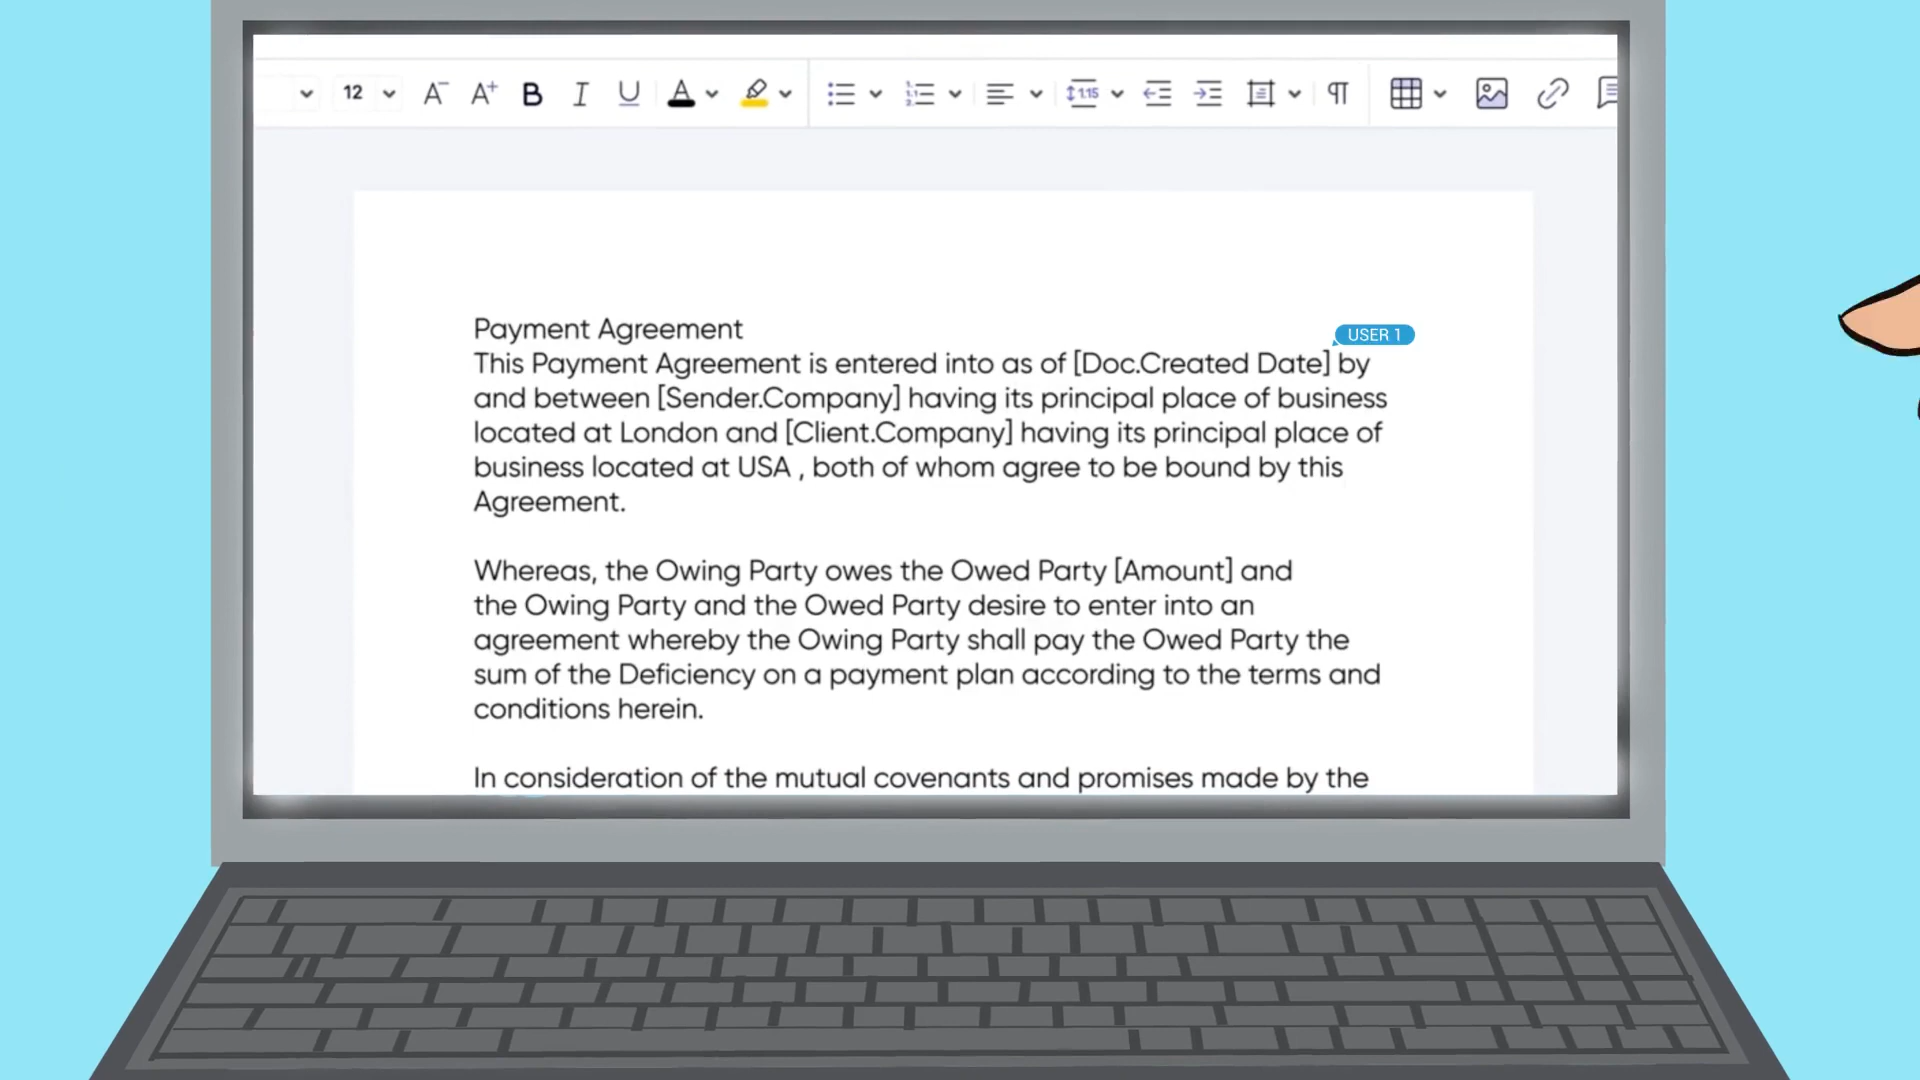 12 A- A+ B I U A 1.15
USER 1
Payment Agreement
This Payment Agreement is entered into as of [Doc.Created Date] by
and between [Sender.Company] having its principal place of business
located at London and [Client.Company] having its principal place of
business located at USA , both of whom agree to be bound by this
Agreement.
Whereas, the Owing Party owes the Owed Party [Amount] and
the Owing Party and the Owed Party desire to enter into an
agreement whereby the Owing Party shall pay the Owed Party the
sum of the Deficiency on a payment plan according to the terms and
conditions herein.
In consideration of the mutual covenants and promises made by the